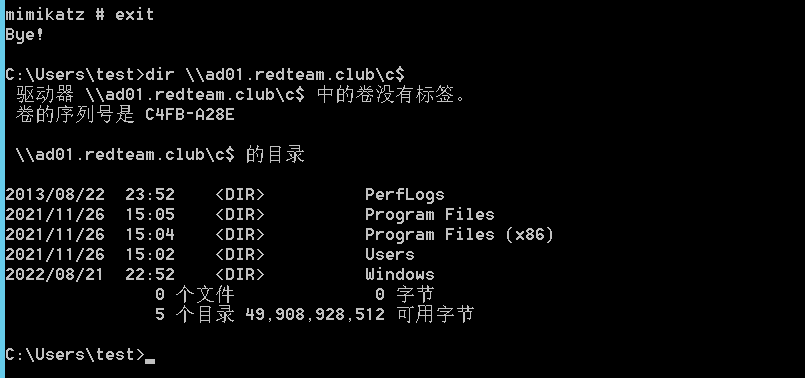 mimikatz # exit
Bye!
C:\Users\test>dir \\ad01.redteam.club\c$
驱动器 \\ad01.redteam.club\c$ 中的卷没有标签。
卷的序列号是 C4FB-A28E
\\ad01.redteam.club\c$ 的目录
2013/08/22  23:52    <DIR>          PerfLogs
2021/11/26  15:05    <DIR>          Program Files
2021/11/26  15:04    <DIR>          Program Files (x86)
2021/11/26  15:02    <DIR>          Users
2022/08/21  22:52    <DIR>          Windows
0 个文件              0 字节
5 个目录 49,908,928,512 可用字节
C:\Users\test>_